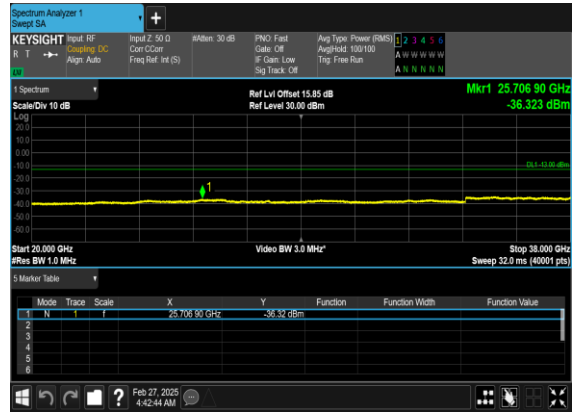 Spectrum Analyzer 1
Swept SA
+
KEYSIGHT Input: RF Input Z: 50 Ω #Atten: 30 dB PNO: Fast Avg Type: Power (RMS) 1 2 3 4 5 6
R T Coupling: DC Corr CCorr Gate: Off Avg|Hold: 100/100 A W W W W W
Align: Auto Freq Ref: Int (S) IF Gain: Low Trig: Free Run A N N N N N
Sig Track: Off
1 Spectrum Ref Lvl Offset 15.85 dB Mkr1 25.706 90 GHz
Scale/Div 10 dB Ref Level 30.00 dBm -36.323 dBm
Log
20.0
10.0
0.00
-10.0 DL1 -13.00 dBm
-20.0
-30.0 1
-40.0
-50.0
-60.0
Start 20.000 GHz Video BW 3.0 MHz* Stop 38.000 GHz
#Res BW 1.0 MHz Sweep 32.0 ms (40001 pts)
5 Marker Table
Mode Trace Scale X Y Function Function Width Function Value
1 N 1 f 25.706 90 GHz -36.32 dBm
2
3
4
5
6
? Feb 27, 2025
4:42:44 AM